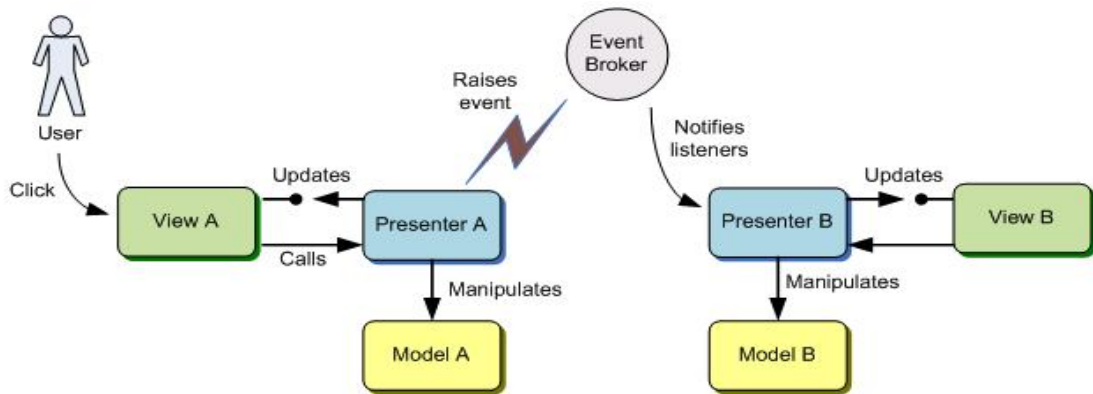 Event
Broker
Raises
event
User
Notifies
listeners
Click
Updates
Updates
View A
Presenter A
Presenter B
View B
Calls
Manipulates
Manipulates
Model A
Model B